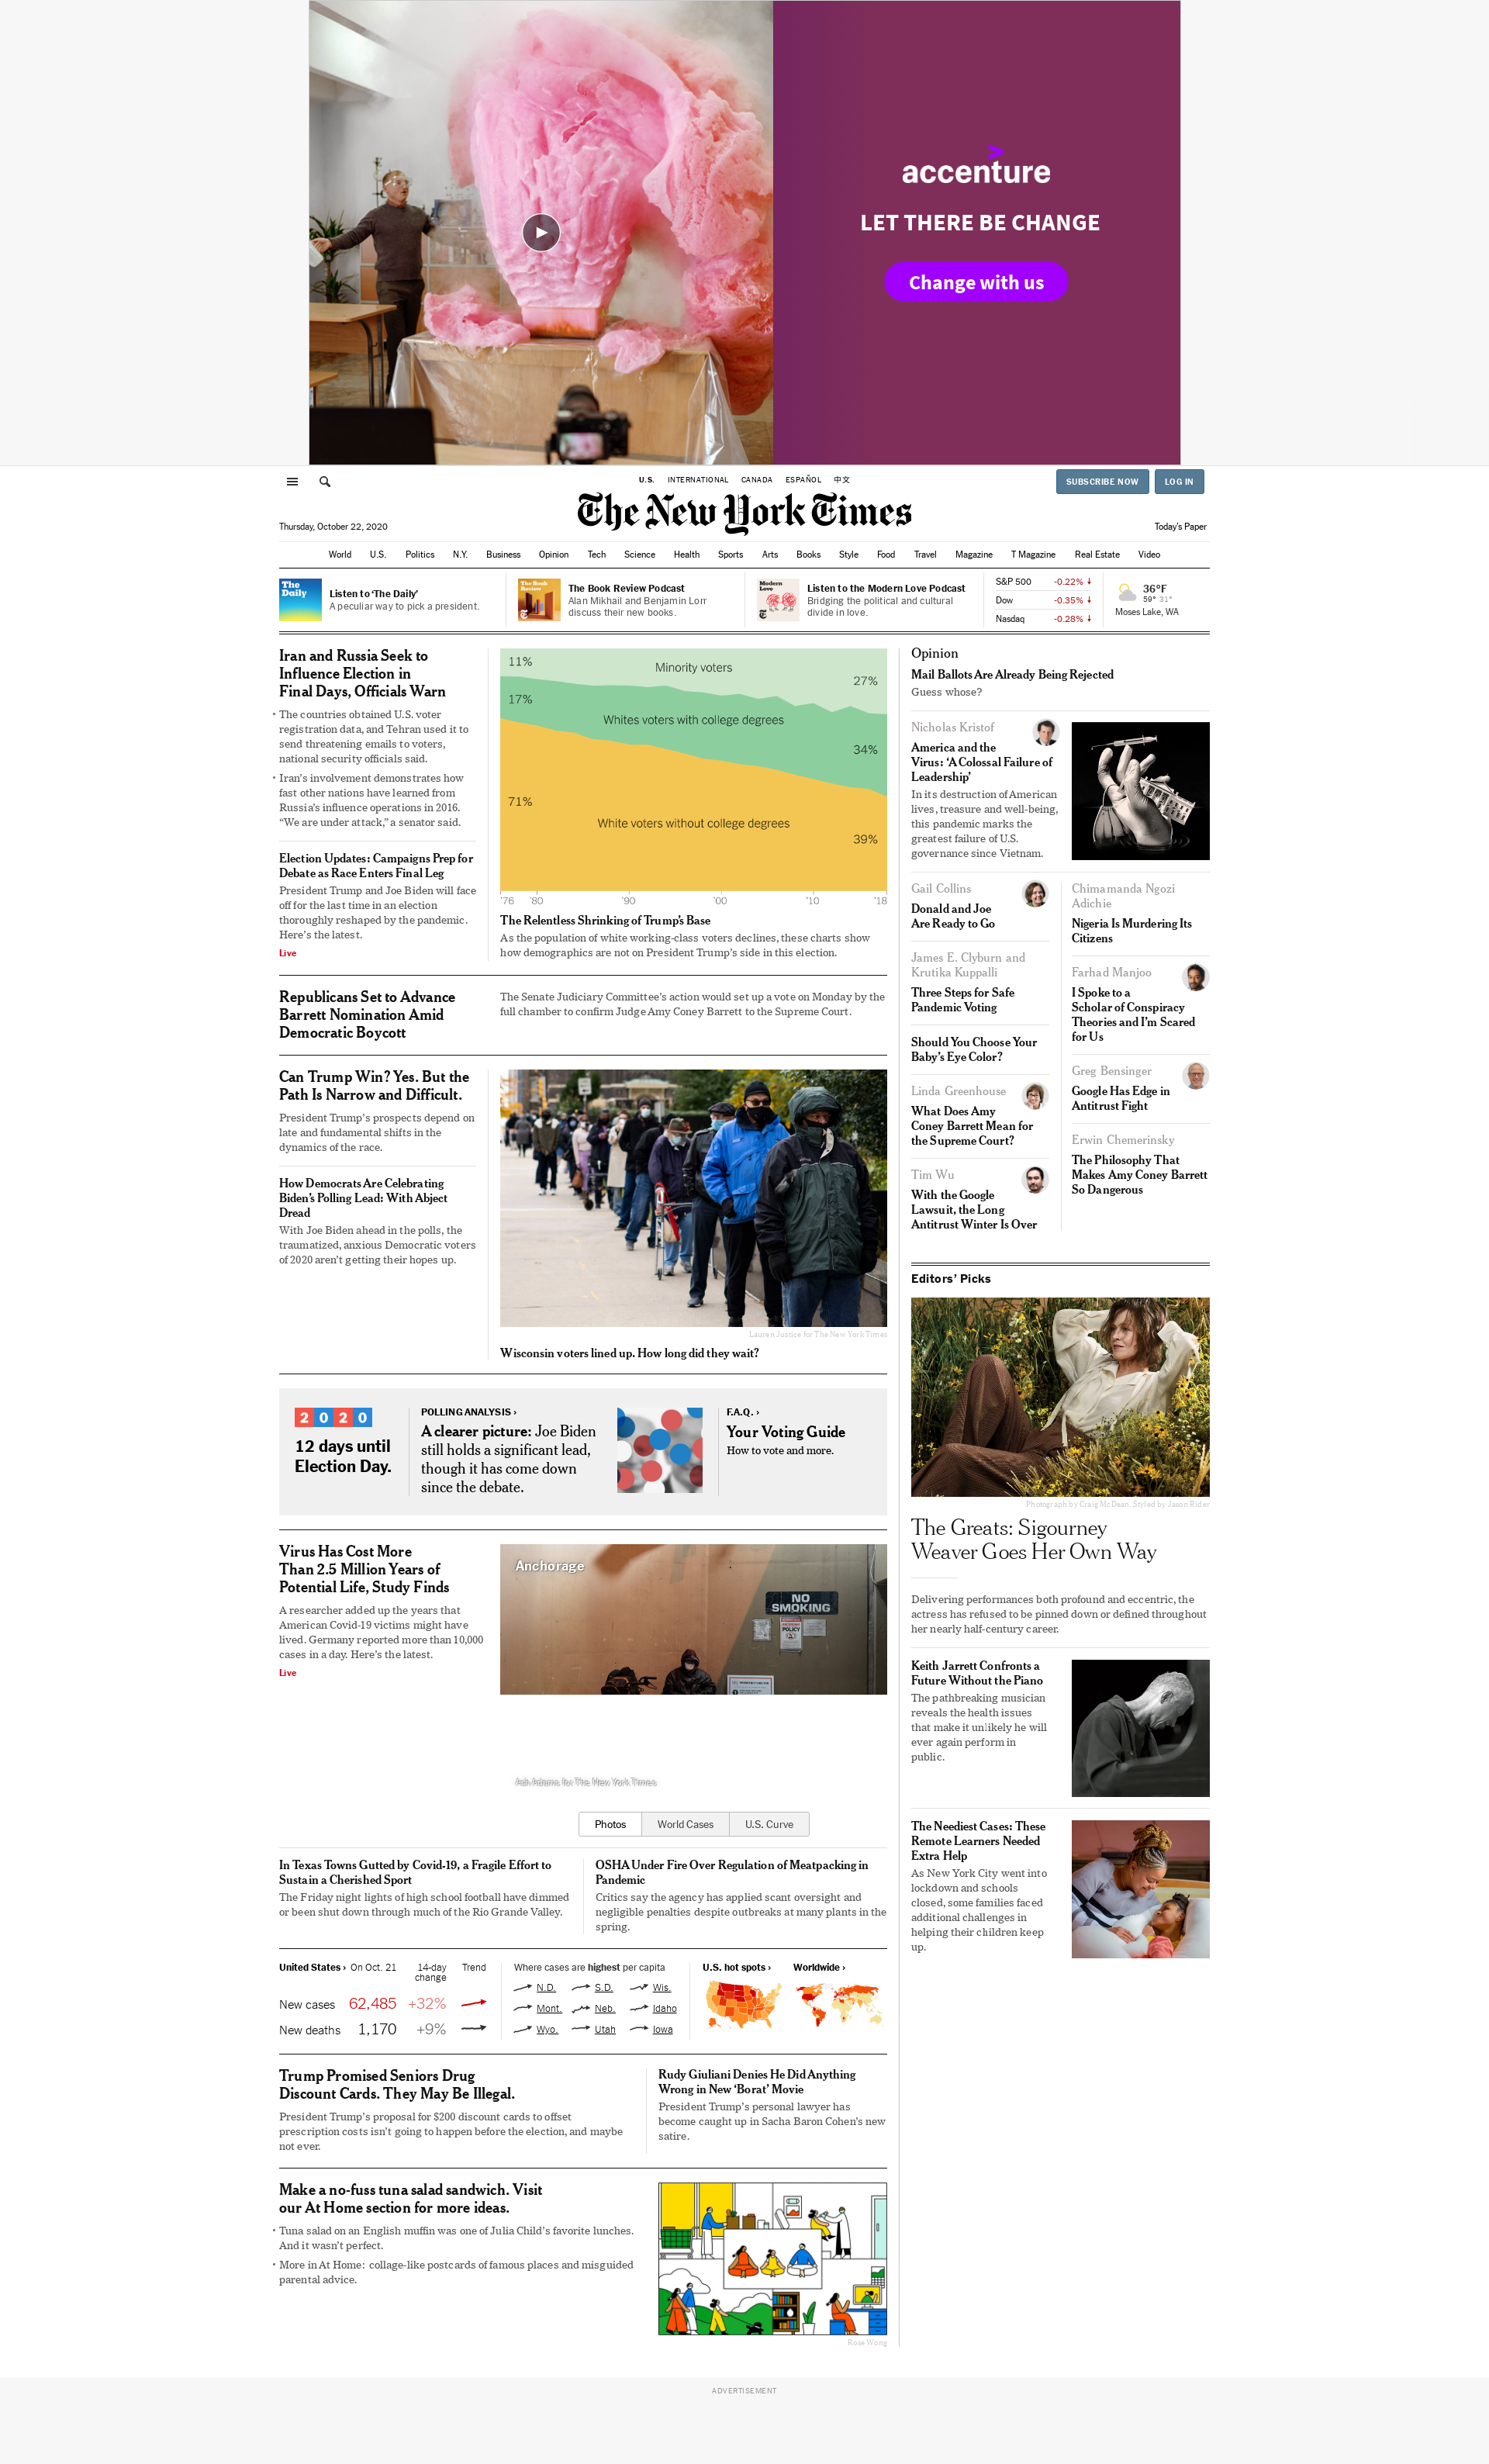 accenture
LET THERE BE CHANGE
Change with us
U.S.
INTERNATIONAL
CANADA
ESPAÑOL
中文
SUBSCRIBE NOW
LOG IN
The New York Times
Thursday, October 22, 2020
Today's Paper
World
U.S.
Politics
N.Y.
Business
Opinion
Tech
Science
Health
Sports
Arts
Books
Style
Food
Travel
Magazine
T Magazine
Real Estate
Video
The
Daily
Listen to ‘The Daily’
A peculiar way to pick a president.
The Book
Review
The Book Review Podcast
Alan Mikhail and Benjamin Lorr
discuss their new books.
Modern
Love
Listen to the Modern Love Podcast
Bridging the political and cultural
divide in love.
S&P 500 -0.22%
Dow -0.35%
Nasdaq -0.28%
36°F
59° 31°
Moses Lake, WA
Iran and Russia Seek to
Influence Election in
Final Days, Officials Warn
• The countries obtained U.S. voter
registration data, and Tehran used it to
send threatening emails to voters,
national security officials said.
• Iran’s involvement demonstrates how
fast other nations have learned from
Russia’s influence operations in 2016.
“We are under attack,” a senator said.
Election Updates: Campaigns Prep for
Debate as Race Enters Final Leg
President Trump and Joe Biden will face
off for the last time in an election
thoroughly reshaped by the pandemic.
Here’s the latest.
Live
11%
Minority voters
27%
17%
Whites voters with college degrees
34%
71%
White voters without college degrees
39%
’76 ’80 ’90 ’00 ’10 ’18
The Relentless Shrinking of Trump’s Base
As the population of white working-class voters declines, these charts show
how demographics are not on President Trump’s side in this election.
Republicans Set to Advance
Barrett Nomination Amid
Democratic Boycott
The Senate Judiciary Committee’s action would set up a vote on Monday by the
full chamber to confirm Judge Amy Coney Barrett to the Supreme Court.
Can Trump Win? Yes. But the
Path Is Narrow and Difficult.
President Trump’s prospects depend on
late and fundamental shifts in the
dynamics of the race.
How Democrats Are Celebrating
Biden’s Polling Lead: With Abject
Dread
With Joe Biden ahead in the polls, the
traumatized, anxious Democratic voters
of 2020 aren’t getting their hopes up.
Lauren Justice for The New York Times
Wisconsin voters lined up. How long did they wait?
2020
12 days until
Election Day.
POLLING ANALYSIS ›
A clearer picture: Joe Biden
still holds a significant lead,
though it has come down
since the debate.
F.A.Q. ›
Your Voting Guide
How to vote and more.
Virus Has Cost More
Than 2.5 Million Years of
Potential Life, Study Finds
A researcher added up the years that
American Covid-19 victims might have
lived. Germany reported more than 10,000
cases in a day. Here’s the latest.
Live
Anchorage
NO
SMOKING
POLICY
Ash Adams for The New York Times
Photos
World Cases
U.S. Curve
In Texas Towns Gutted by Covid-19, a Fragile Effort to
Sustain a Cherished Sport
The Friday night lights of high school football have dimmed
or been shut down through much of the Rio Grande Valley.
OSHA Under Fire Over Regulation of Meatpacking in
Pandemic
Critics say the agency has applied scant oversight and
negligible penalties despite outbreaks at many plants in the
spring.
United States › On Oct. 21 14-day
change Trend
New cases 62,485 +32%
New deaths 1,170 +9%
Where cases are highest per capita
N.D. S.D. Wis.
Mont. Neb. Idaho
Wyo. Utah Iowa
U.S. hot spots ›
Worldwide ›
Trump Promised Seniors Drug
Discount Cards. They May Be Illegal.
President Trump’s proposal for $200 discount cards to offset
prescription costs isn’t going to happen before the election, and maybe
not ever.
Rudy Giuliani Denies He Did Anything
Wrong in New ‘Borat’ Movie
President Trump’s personal lawyer has
become caught up in Sacha Baron Cohen’s new
satire.
Make a no-fuss tuna salad sandwich. Visit
our At Home section for more ideas.
• Tuna salad on an English muffin was one of Julia Child’s favorite lunches.
And it wasn’t perfect.
• More in At Home: collage-like postcards of famous places and misguided
parental advice.
Rose Wong
Opinion
Mail Ballots Are Already Being Rejected
Guess whose?
Nicholas Kristof
America and the
Virus: ‘A Colossal Failure of
Leadership’
In its destruction of American
lives, treasure and well-being,
this pandemic marks the
greatest failure of U.S.
governance since Vietnam.
Gail Collins
Donald and Joe
Are Ready to Go
James E. Clyburn and
Krutika Kuppalli
Three Steps for Safe
Pandemic Voting
Should You Choose Your
Baby’s Eye Color?
Linda Greenhouse
What Does Amy
Coney Barrett Mean for
the Supreme Court?
Tim Wu
With the Google
Lawsuit, the Long
Antitrust Winter Is Over
Chimamanda Ngozi
Adichie
Nigeria Is Murdering Its
Citizens
Farhad Manjoo
I Spoke to a
Scholar of Conspiracy
Theories and I’m Scared
for Us
Greg Bensinger
Google Has Edge in
Antitrust Fight
Erwin Chemerinsky
The Philosophy That
Makes Amy Coney Barrett
So Dangerous
Editors’ Picks
Photograph by Craig McDean. Styled by Jason Rider
The Greats: Sigourney
Weaver Goes Her Own Way
Delivering performances both profound and eccentric, the
actress has refused to be pinned down or defined throughout
her nearly half-century career.
Keith Jarrett Confronts a
Future Without the Piano
The pathbreaking musician
reveals the health issues
that make it unlikely he will
ever again perform in
public.
The Neediest Cases: These
Remote Learners Needed
Extra Help
As New York City went into
lockdown and schools
closed, some families faced
additional challenges in
helping their children keep
up.
ADVERTISEMENT